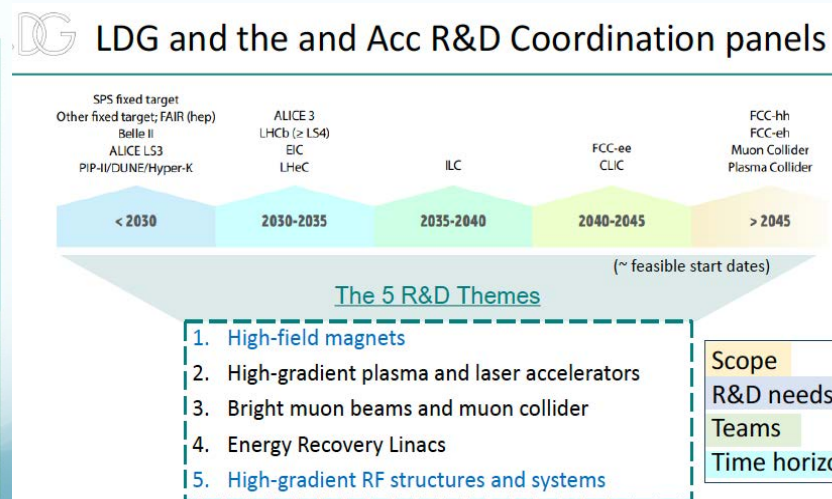 LDG
LDG and the and Acc R&D Coordination panels
SPS fixed target
Other fixed target; FAIR (hep)
Belle II
ALICE LS3
PIP-II/DUNE/Hyper-K
ALICE 3
LHCb (≥ LS4)
EIC
LHeC
ILC
FCC-ee
CLIC
FCC-hh
FCC-eh
Muon Collider
Plasma Collider
< 2030
2030-2035
2035-2040
2040-2045
> 2045
(~ feasible start dates)
The 5 R&D Themes
1. High-field magnets
2. High-gradient plasma and laser accelerators
3. Bright muon beams and muon collider
4. Energy Recovery Linacs
5. High-gradient RF structures and systems
Scope
R&D needs
Teams
Time